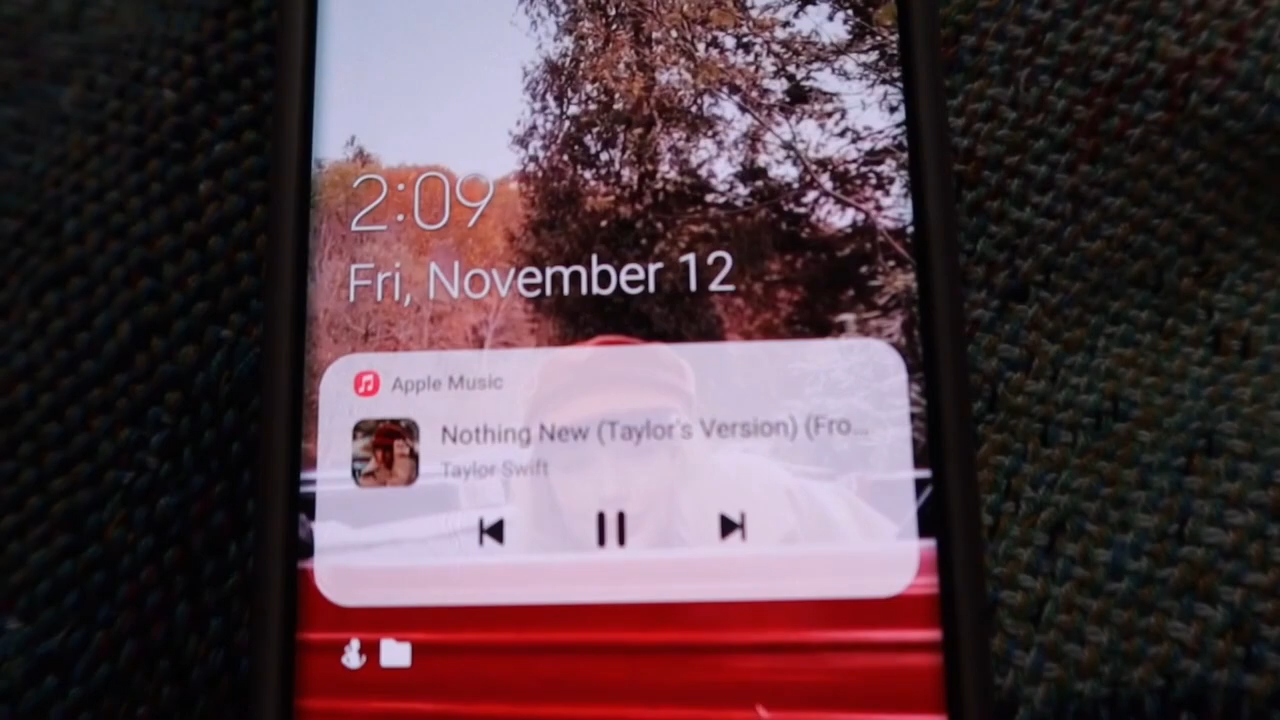 2:09
Fri, November 12
Apple Music
Nothing New (Taylor's Version) (Fro...
Taylor Swift